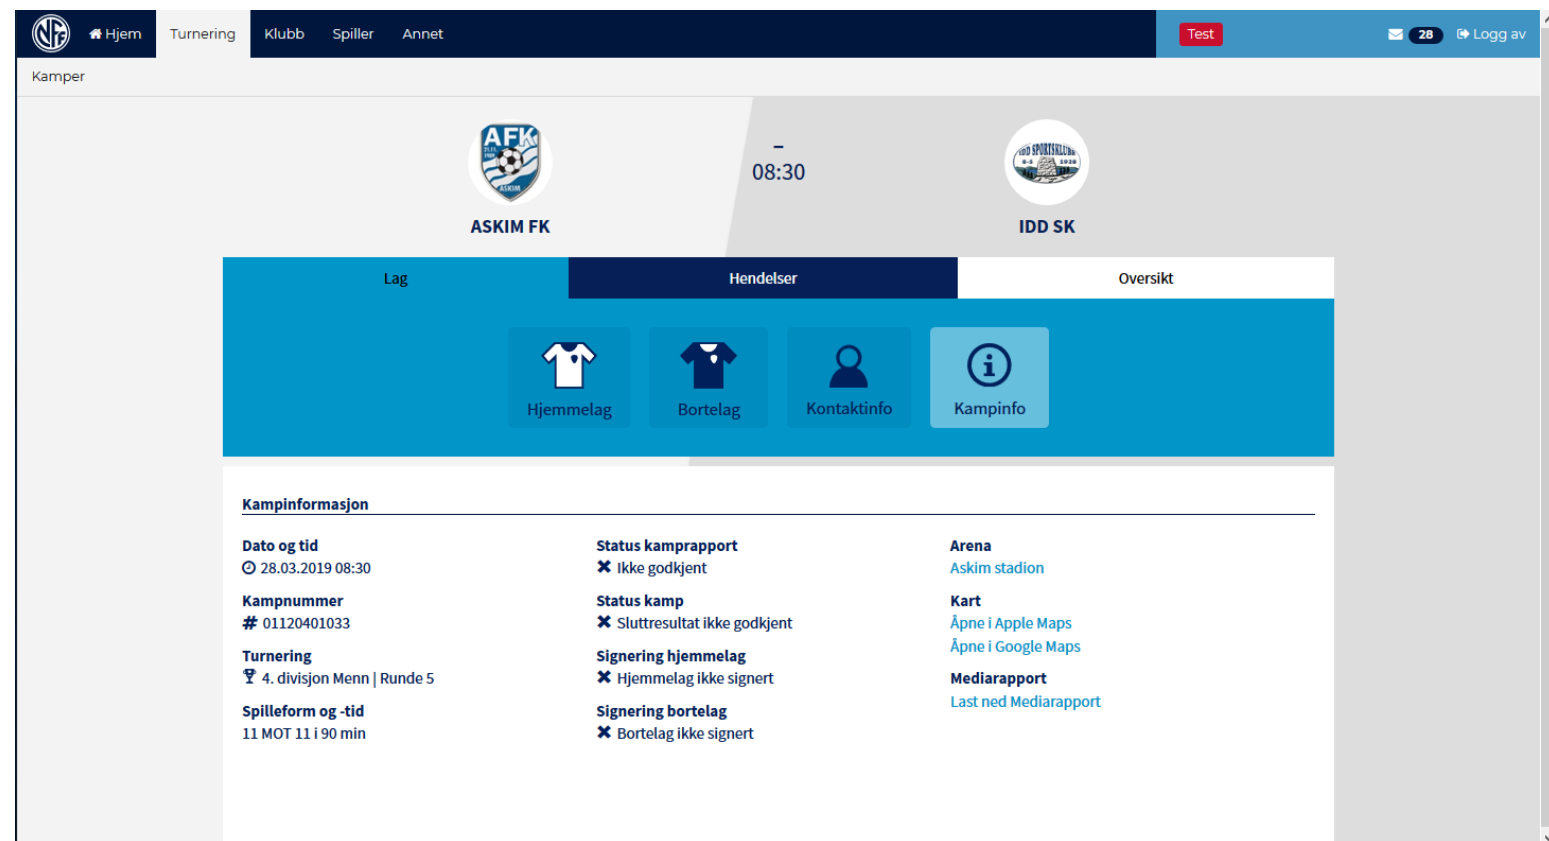 Hjem Turnering Klubb Spiller Annet Test 28 Logg av
Kamper
AFK
ASKIM
IDD SPORTSKLUBB
1928
–
08:30
ASKIM FK
IDD SK
Lag Hendelser Oversikt
Hjemmelag Bortelag Kontaktinfo Kampinfo
Kampinformasjon
Dato og tid
28.03.2019 08:30
Kampnummer
# 01120401033
Turnering
4. divisjon Menn | Runde 5
Spilleform og -tid
11 MOT 11 i 90 min
Status kamprapport
Ikke godkjent
Status kamp
Sluttresultat ikke godkjent
Signering hjemmelag
Hjemmelag ikke signert
Signering bortelag
Bortelag ikke signert
Arena
Askim stadion
Kart
Åpne i Apple Maps
Åpne i Google Maps
Mediarapport
Last ned Mediarapport